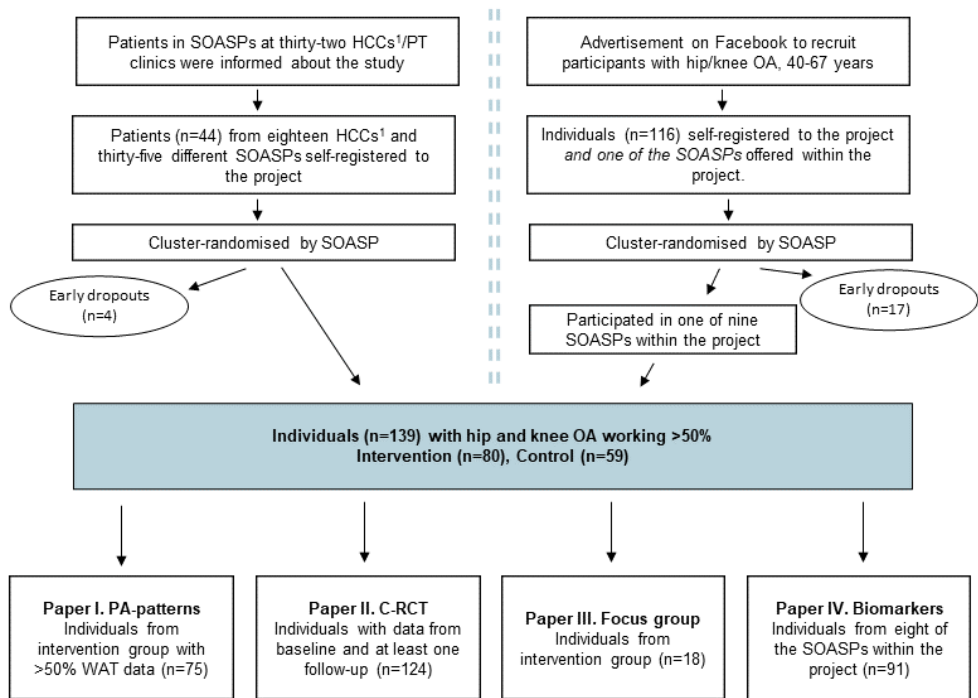 Patients in SOASPs at thirty-two HCCs¹/PT
clinics were informed about the study
Patients (n=44) from eighteen HCCs¹ and
thirty-five different SOASPs self-registered to
the project
Cluster-randomised by SOASP
Early dropouts
(n=4)
Advertisement on Facebook to recruit
participants with hip/knee OA, 40-67 years
Individuals (n=116) self-registered to the project
and one of the SOASPs offered within the
project.
Cluster-randomised by SOASP
Early dropouts
(n=17)
Participated in one of nine
SOASPs within the project
Individuals (n=139) with hip and knee OA working >50%
Intervention (n=80), Control (n=59)
Paper I. PA-patterns
Individuals from
intervention group with
>50% WAT data (n=75)
Paper II. C-RCT
Individuals with data from
baseline and at least one
follow-up (n=124)
Paper III. Focus group
Individuals from
intervention group (n=18)
Paper IV. Biomarkers
Individuals from eight of
the SOASPs within the
project (n=91)